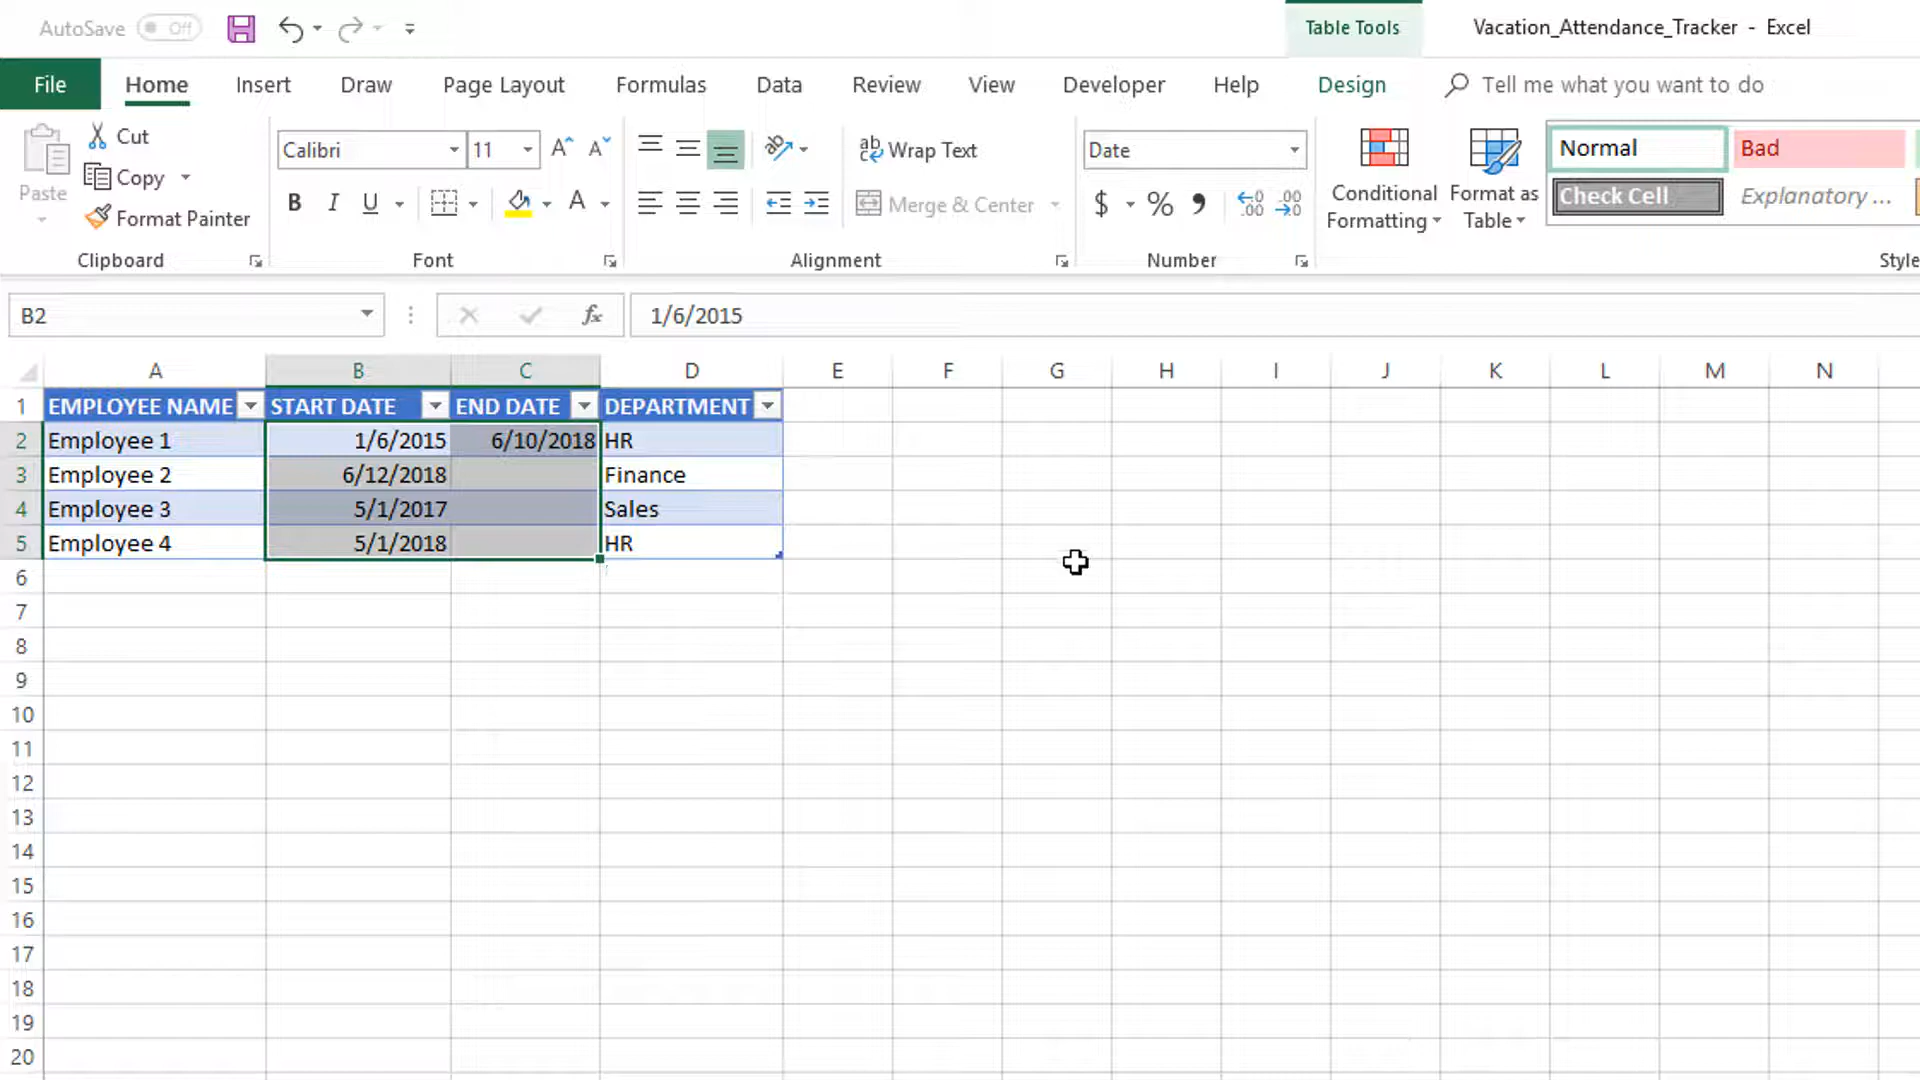 AutoSave Off
Table Tools
Vacation_Attendance_Tracker - Excel
File Home Insert Draw Page Layout Formulas Data Review View Developer Help Design Tell me what you want to do
Paste
Cut
Copy
Format Painter
Clipboard
Calibri 11
B I U
Font
Wrap Text
Merge & Center
Alignment
Date
$ % ,
Number
Conditional Formatting
Format as Table
Normal Bad
Check Cell Explanatory ...
Style
B2 fx 1/6/2015
A B C D E F G H I J K L M N
1 EMPLOYEE NAME START DATE END DATE DEPARTMENT
2 Employee 1 1/6/2015 6/10/2018 HR
3 Employee 2 6/12/2018 Finance
4 Employee 3 5/1/2017 Sales
5 Employee 4 5/1/2018 HR
6
7
8
9
10
11
12
13
14
15
16
17
18
19
20